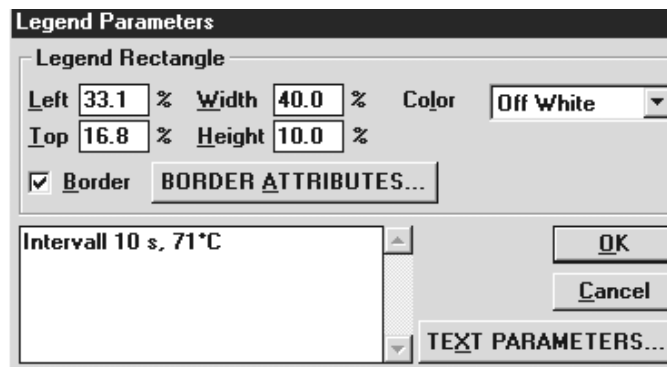 Legend Parameters
Legend Rectangle
Left 33.1 % Width 40.0 % Color Off White
Top 16.8 % Height 10.0 %
Border BORDER ATTRIBUTES...
Intervall 10 s, 71°C
OK
Cancel
TEXT PARAMETERS...